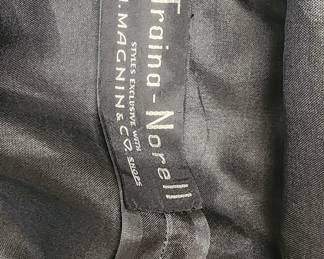 Traina-Norell
STYLES EXCLUSIVE WITH
I. MAGNIN & CO. SHOPS